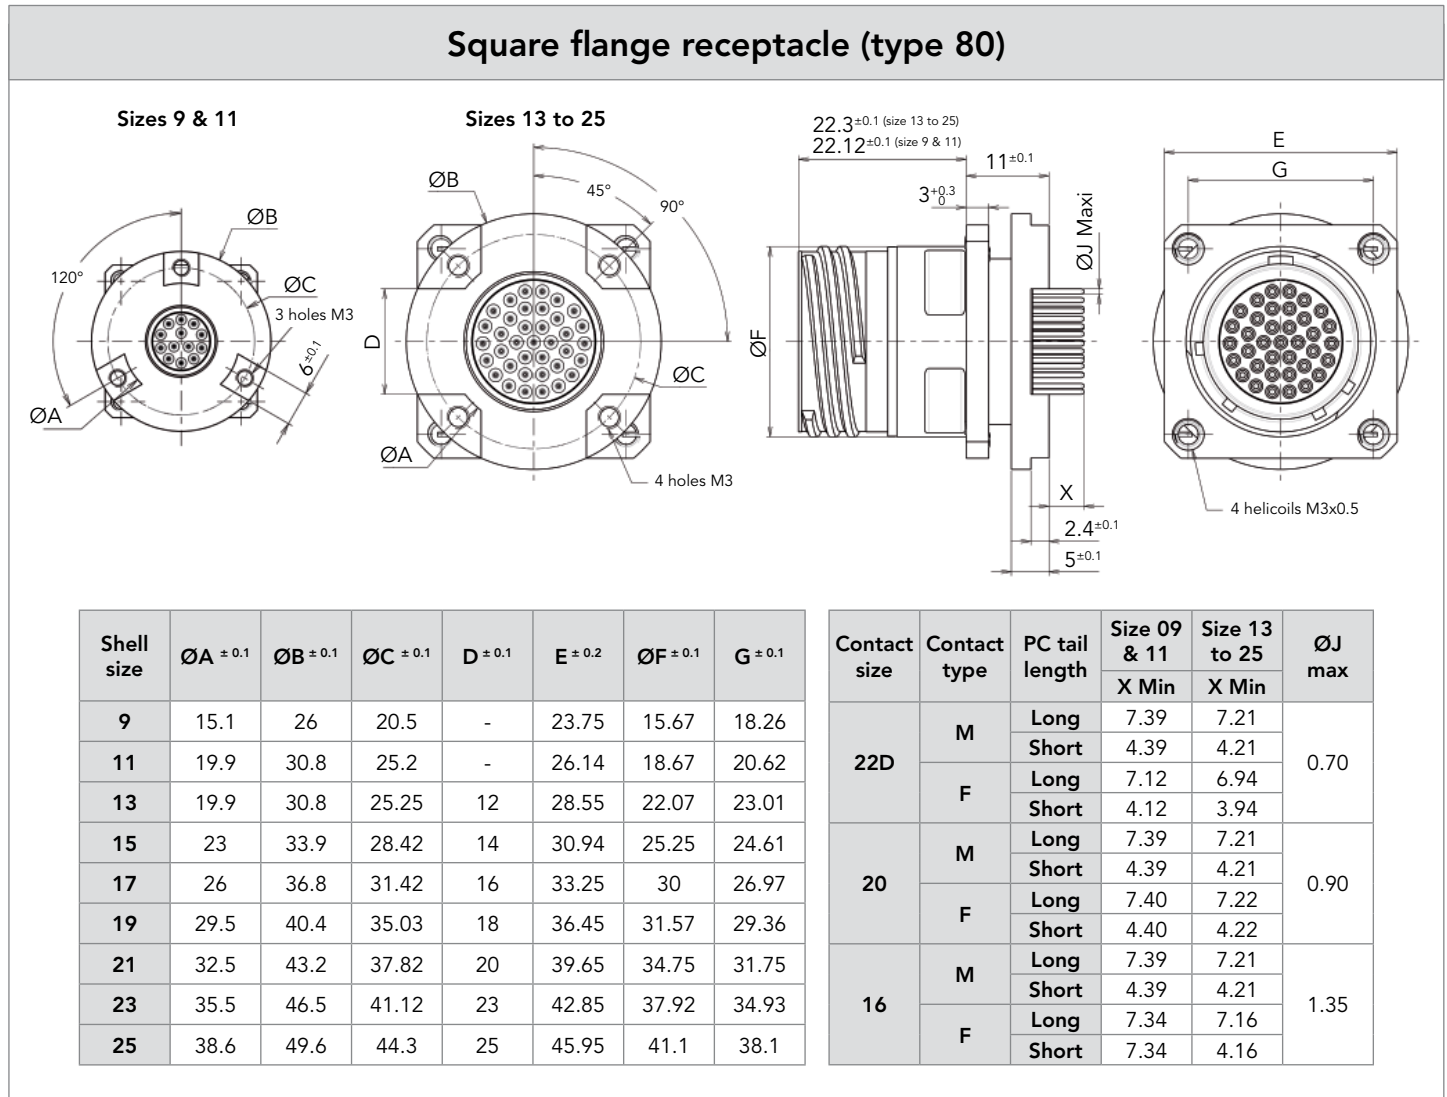 Square flange receptacle (type 80)
Sizes 9 & 11
Sizes 13 to 25
120°
ØB
ØC
3 holes M3
6±0.1
ØA
ØB
45°
90°
D
ØC
ØA
4 holes M3
22.3±0.1 (size 13 to 25)
22.12±0.1 (size 9 & 11)
11±0.1
3+0.3 0
ØJ Maxi
ØF
X
2.4±0.1
5±0.1
E
G
4 helicoils M3x0.5
Shell size ØA ± 0.1 ØB ± 0.1 ØC ± 0.1 D ± 0.1 E ± 0.2 ØF ± 0.1 G ± 0.1
9 15.1 26 20.5 - 23.75 15.67 18.26
11 19.9 30.8 25.2 - 26.14 18.67 20.62
13 19.9 30.8 25.25 12 28.55 22.07 23.01
15 23 33.9 28.42 14 30.94 25.25 24.61
17 26 36.8 31.42 16 33.25 30 26.97
19 29.5 40.4 35.03 18 36.45 31.57 29.36
21 32.5 43.2 37.82 20 39.65 34.75 31.75
23 35.5 46.5 41.12 23 42.85 37.92 34.93
25 38.6 49.6 44.3 25 45.95 41.1 38.1
Contact size Contact type PC tail length Size 09 & 11 Size 13 to 25 ØJ max
X Min X Min
22D M Long 7.39 7.21 0.70
Short 4.39 4.21
F Long 7.12 6.94
Short 4.12 3.94
20 M Long 7.39 7.21 0.90
Short 4.39 4.21
F Long 7.40 7.22
Short 4.40 4.22
16 M Long 7.39 7.21 1.35
Short 4.39 4.21
F Long 7.34 7.16
Short 7.34 4.16